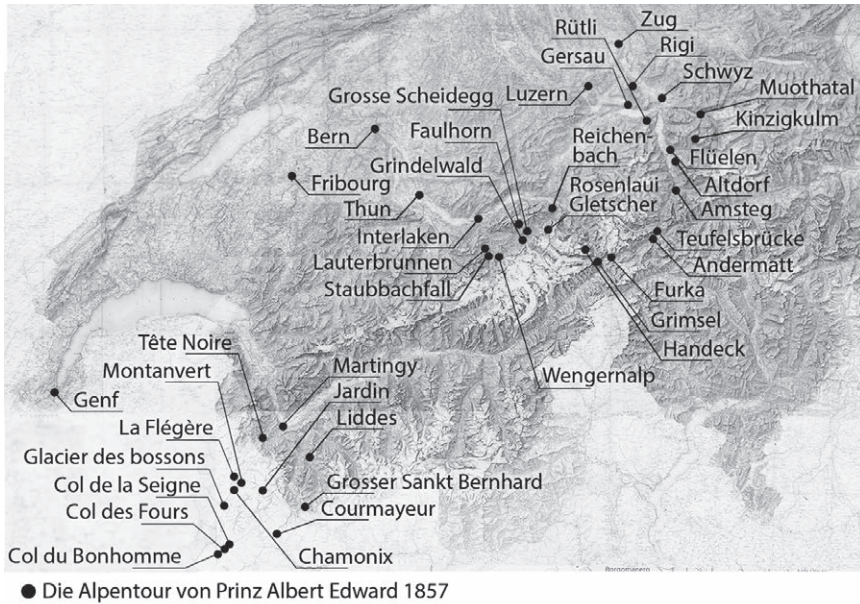 Zug
Rütli
Rigi
Gersau
Schwyz
Muothatal
Grosse Scheidegg
Luzern
Kinzigkulm
Bern
Faulhorn
Reichen-
bach
Flüelen
Grindelwald
Fribourg
Rosenlaui
Gletscher
Altdorf
Thun
Amsteg
Interlaken
Teufelsbrücke
Lauterbrunnen
Andermatt
Staubbachfall
Furka
Grimsel
Tête Noire
Handeck
Montanvert
Martingy
Wengernalp
Jardin
Genf
Liddes
La Flégère
Glacier des bossons
Grosser Sankt Bernhard
Col de la Seigne
Col des Fours
Courmayeur
Col du Bonhomme
Chamonix
Borgomanero
Die Alpentour von Prinz Albert Edward 1857